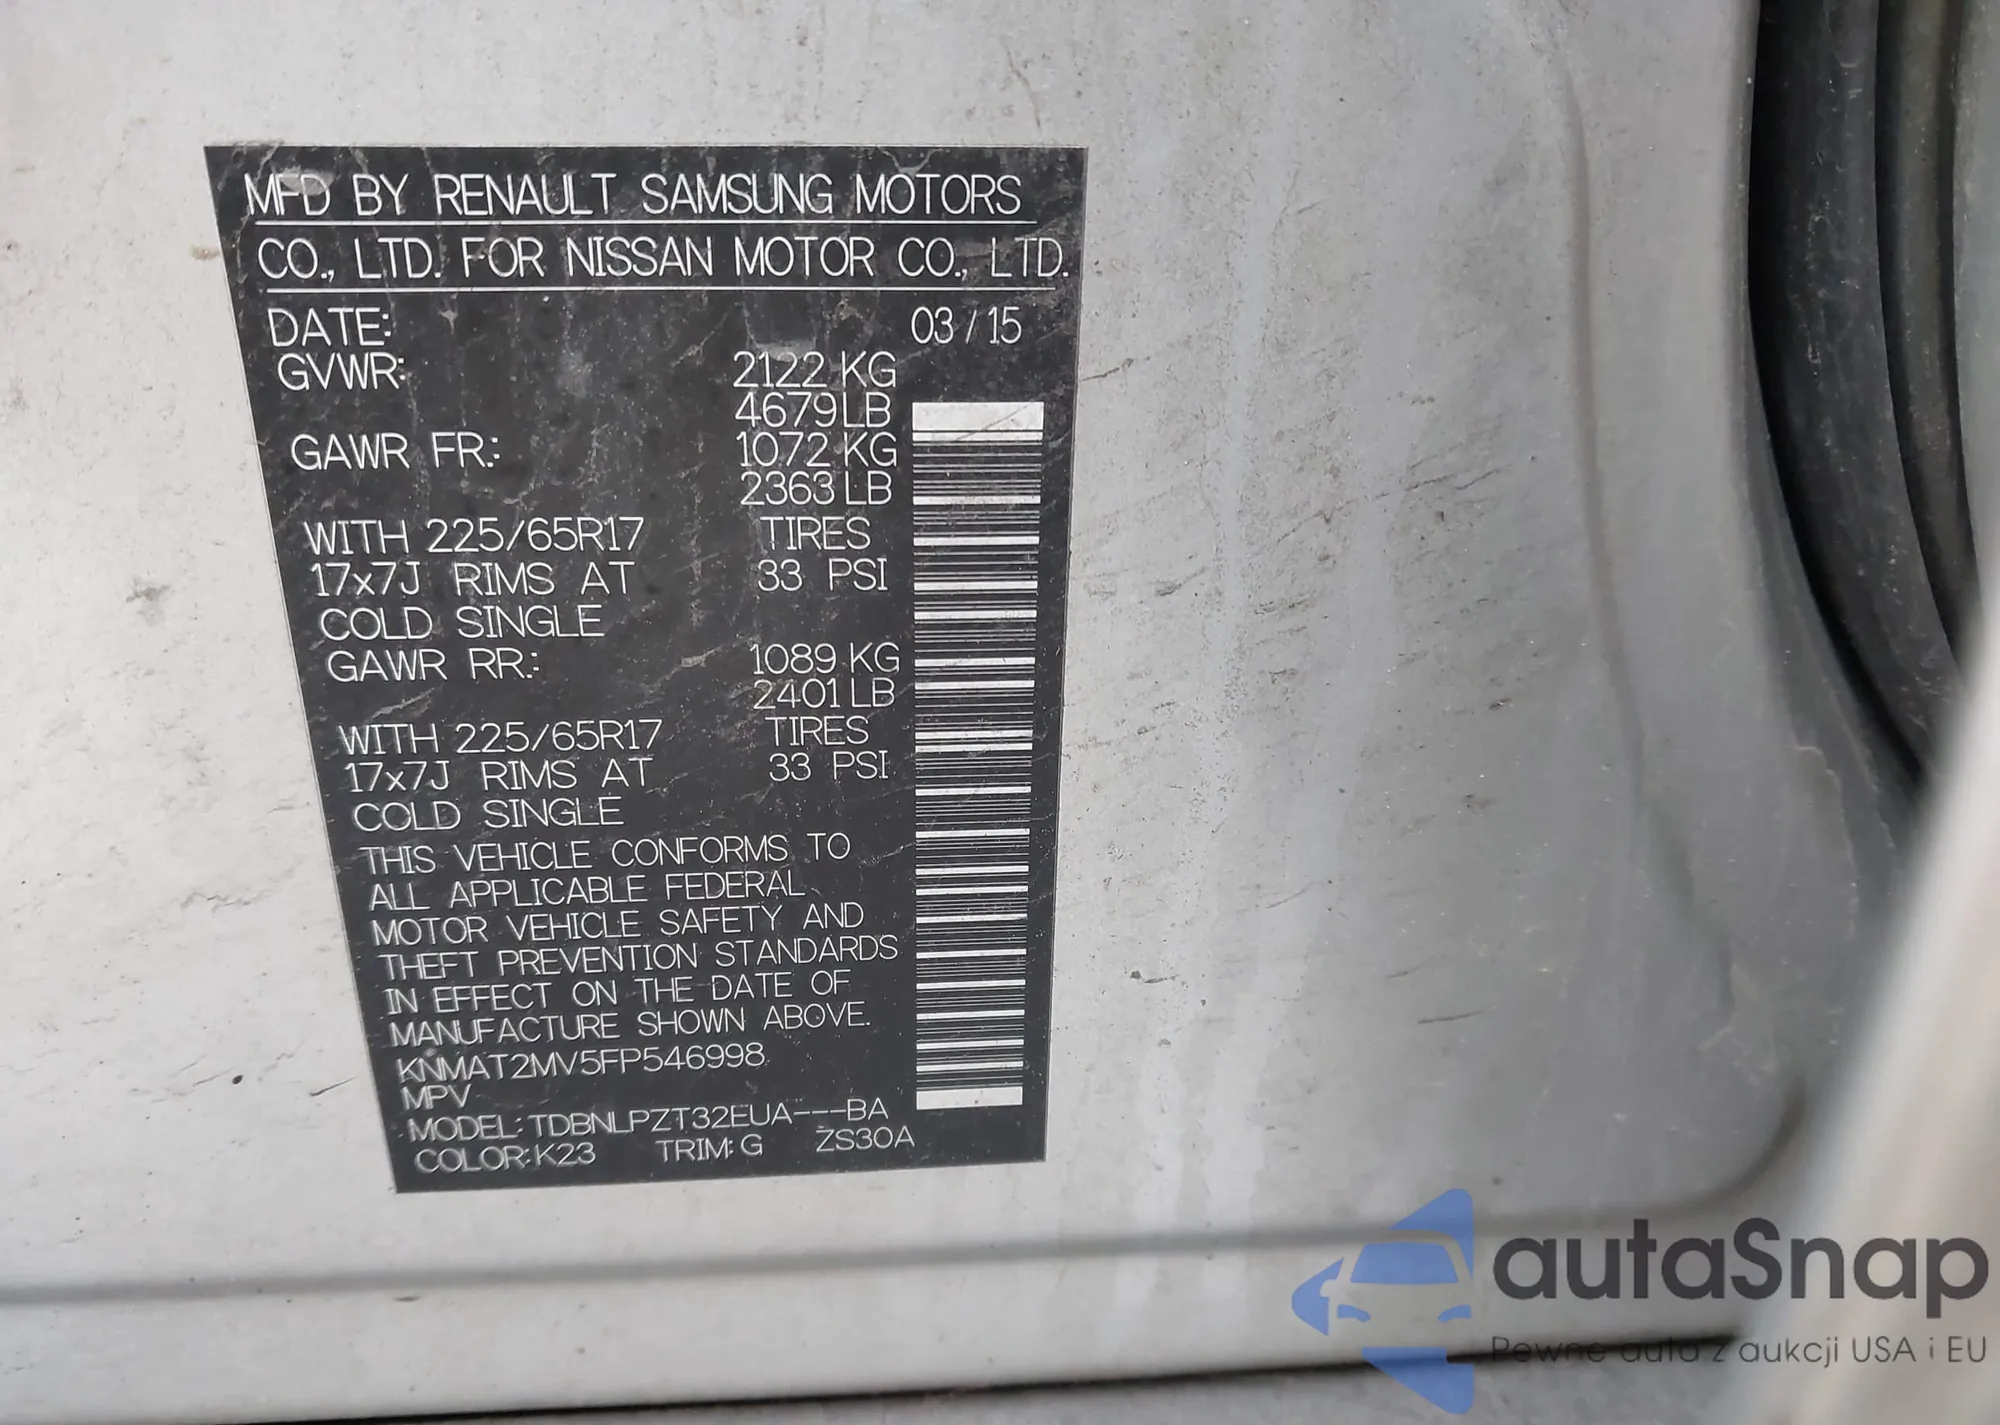 MFD BY RENAULT SAMSUNG MOTORS
CO., LTD. FOR NISSAN MOTOR CO., LTD.
DATE: 03 / 15
GVWR: 2122 KG
4679 LB
GAWR FR.: 1072 KG
2363 LB
WITH 225/65R17 TIRES
17x7J RIMS AT 33 PSI
COLD SINGLE
GAWR RR.: 1089 KG
2401 LB
WITH 225/65R17 TIRES
17x7J RIMS AT 33 PSI
COLD SINGLE
THIS VEHICLE CONFORMS TO
ALL APPLICABLE FEDERAL
MOTOR VEHICLE SAFETY AND
THEFT PREVENTION STANDARDS
IN EFFECT ON THE DATE OF
MANUFACTURE SHOWN ABOVE.
KNMAT2MV5FP546998
MPV
MODEL: TDBNLPZT32EUA---BA
COLOR: K23 TRIM: G ZS30A
autaSnap
Pewne auta z aukcji USA i EU